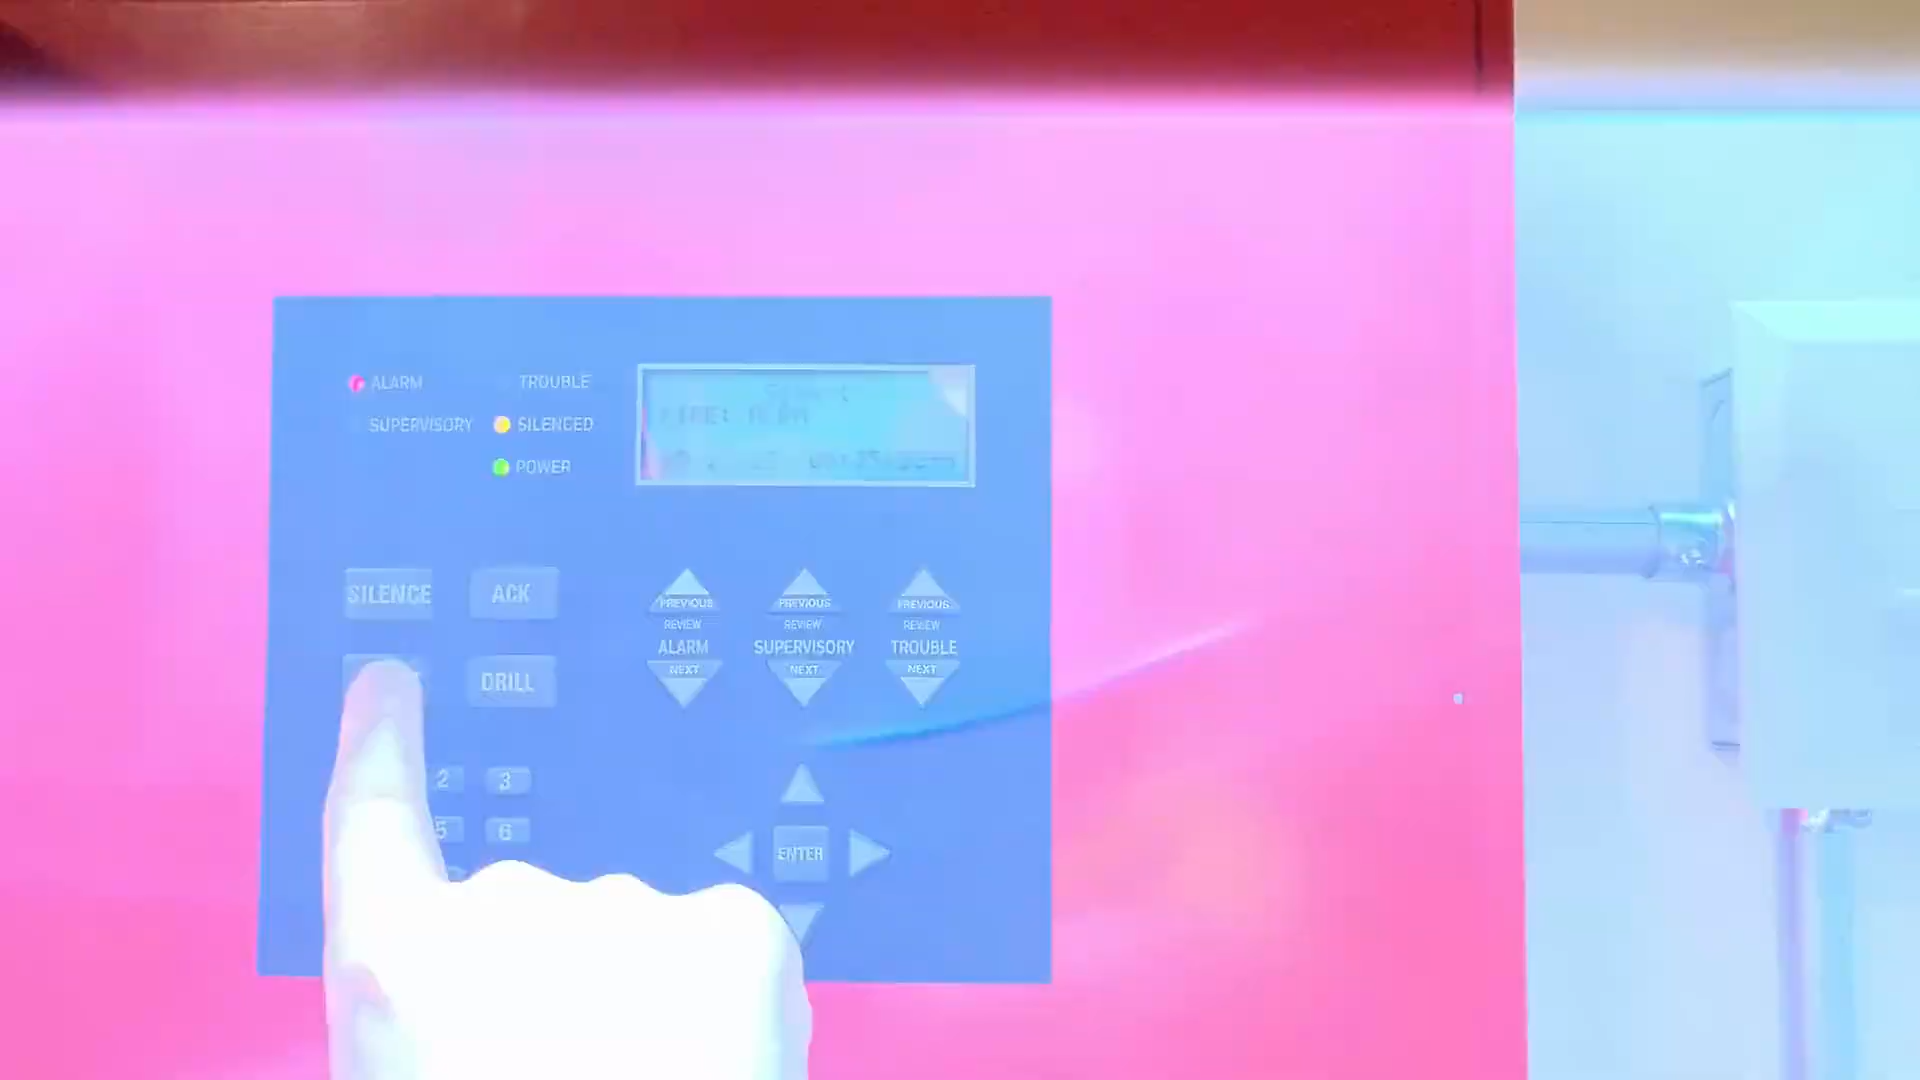 ALARM
TROUBLE
SUPERVISORY
SILENCED
POWER
SILENCE
ACK
DRILL
PREVIOUS
REVIEW
ALARM
NEXT
PREVIOUS
REVIEW
SUPERVISORY
NEXT
PREVIOUS
REVIEW
TROUBLE
NEXT
2
3
5
6
ENTER